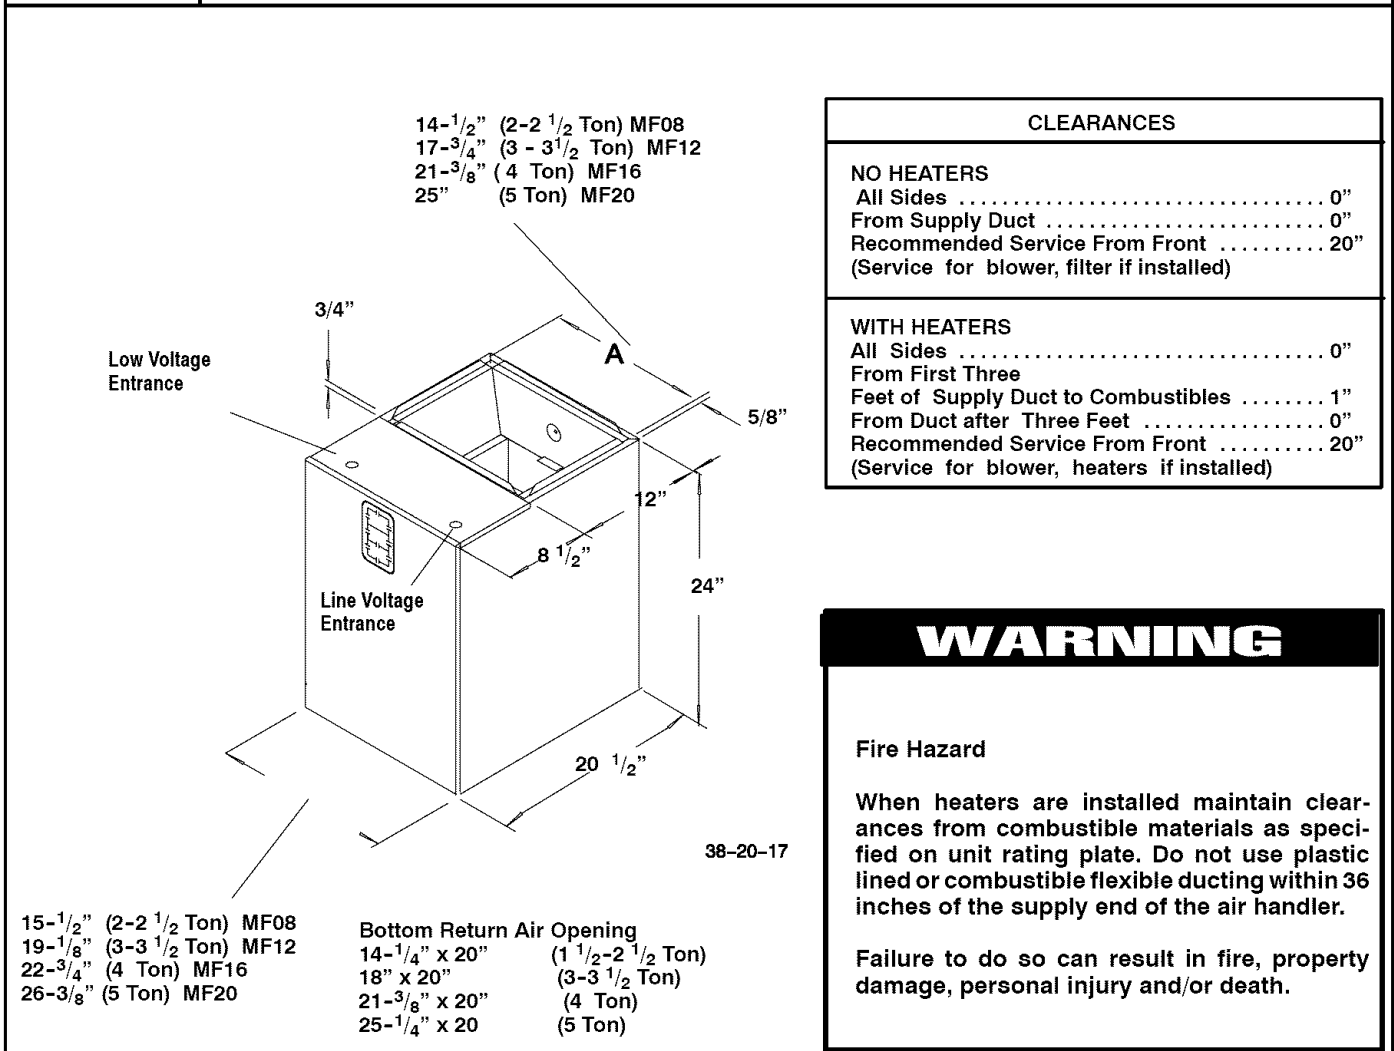 14-1/2” (2-2 1/2 Ton) MF08
17-3/4” (3 - 31/2 Ton) MF12
21-3/8” ( 4 Ton) MF16
25” (5 Ton) MF20
3/4”
A
Low Voltage
Entrance
5/8”
12”
8 1/2”
24”
Line Voltage
Entrance
20 1/2”
38-20-17
15-1/2” (2-2 1/2 Ton) MF08
19-1/8” (3-3 1/2 Ton) MF12
22-3/4” (4 Ton) MF16
26-3/8” (5 Ton) MF20
Bottom Return Air Opening
14-1/4” x 20” (1 1/2-2 1/2 Ton)
18” x 20” (3-3 1/2 Ton)
21-3/8” x 20” (4 Ton)
25-1/4” x 20 (5 Ton)
CLEARANCES
NO HEATERS
All Sides .................................. 0”
From Supply Duct .......................... 0”
Recommended Service From Front .......... 20”
(Service for blower, filter if installed)
WITH HEATERS
All Sides .................................. 0”
From First Three
Feet of Supply Duct to Combustibles ........ 1”
From Duct after Three Feet ................. 0”
Recommended Service From Front .......... 20”
(Service for blower, heaters if installed)
WARNING
Fire Hazard
When heaters are installed maintain clear-
ances from combustible materials as speci-
fied on unit rating plate. Do not use plastic
lined or combustible flexible ducting within 36
inches of the supply end of the air handler.
Failure to do so can result in fire, property
damage, personal injury and/or death.